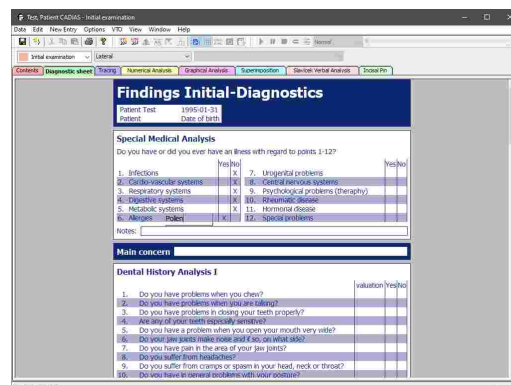 Test, Patient CADIAS - Initial examination
Date Edit New Entry Options VTO View Window Help
Normal
Initial examination Lateral
Contents Diagnostic sheet Tracing Numerical Analysis Graphical Analysis Superimposition Slavicek Verbal Analysis Incisal Pin
Findings Initial-Diagnostics
Patient Test 1995-01-31
Patient Date of birth
Special Medical Analysis
Do you have or did you ever have an illness with regard to points 1-12?
Yes No Yes No
1. Infections X 7. Urogenital problems
2. Cardio-vascular systems X 8. Central nervous systems
3. Respiratory systems X 9. Psychological problems (theraphy)
4. Digestive systems X 10. Rheumatic disease
5. Metabolic systems X 11. Hormonal disease
6. Alerges Polen X 12. Special problems
Notes:
Main concern
Dental History Analysis I
valuation Yes No
1. Do you have problems when you chew?
2. Do you have problems when you are talking?
3. Do you have problems in closing your teeth properly?
4. Are any of your teeth especially senstive?
5. Do you have a problem when you open your mouth very wide?
6. Do your jaw joints make noise and if so, on what side?
7. Do you have pain in the area of your jaw joints?
8. Do you suffer from headaches?
9. Do you suffer from cramps or spasm in your head, neck or throat?
10. Do you have in general problems with your posture?